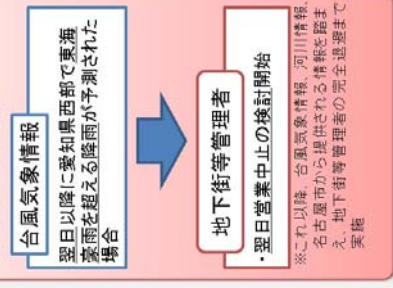 台風気象情報
翌日以降に愛知県西部で東海
豪雨を超える降雨が予測された
場合
地下街等管理者
・翌日営業中止の検討開始
※これ以降、台風気象情報、河川情報、
名古屋市から提供される情報を踏ま
え、地下街等管理者の完全退避まで
実施